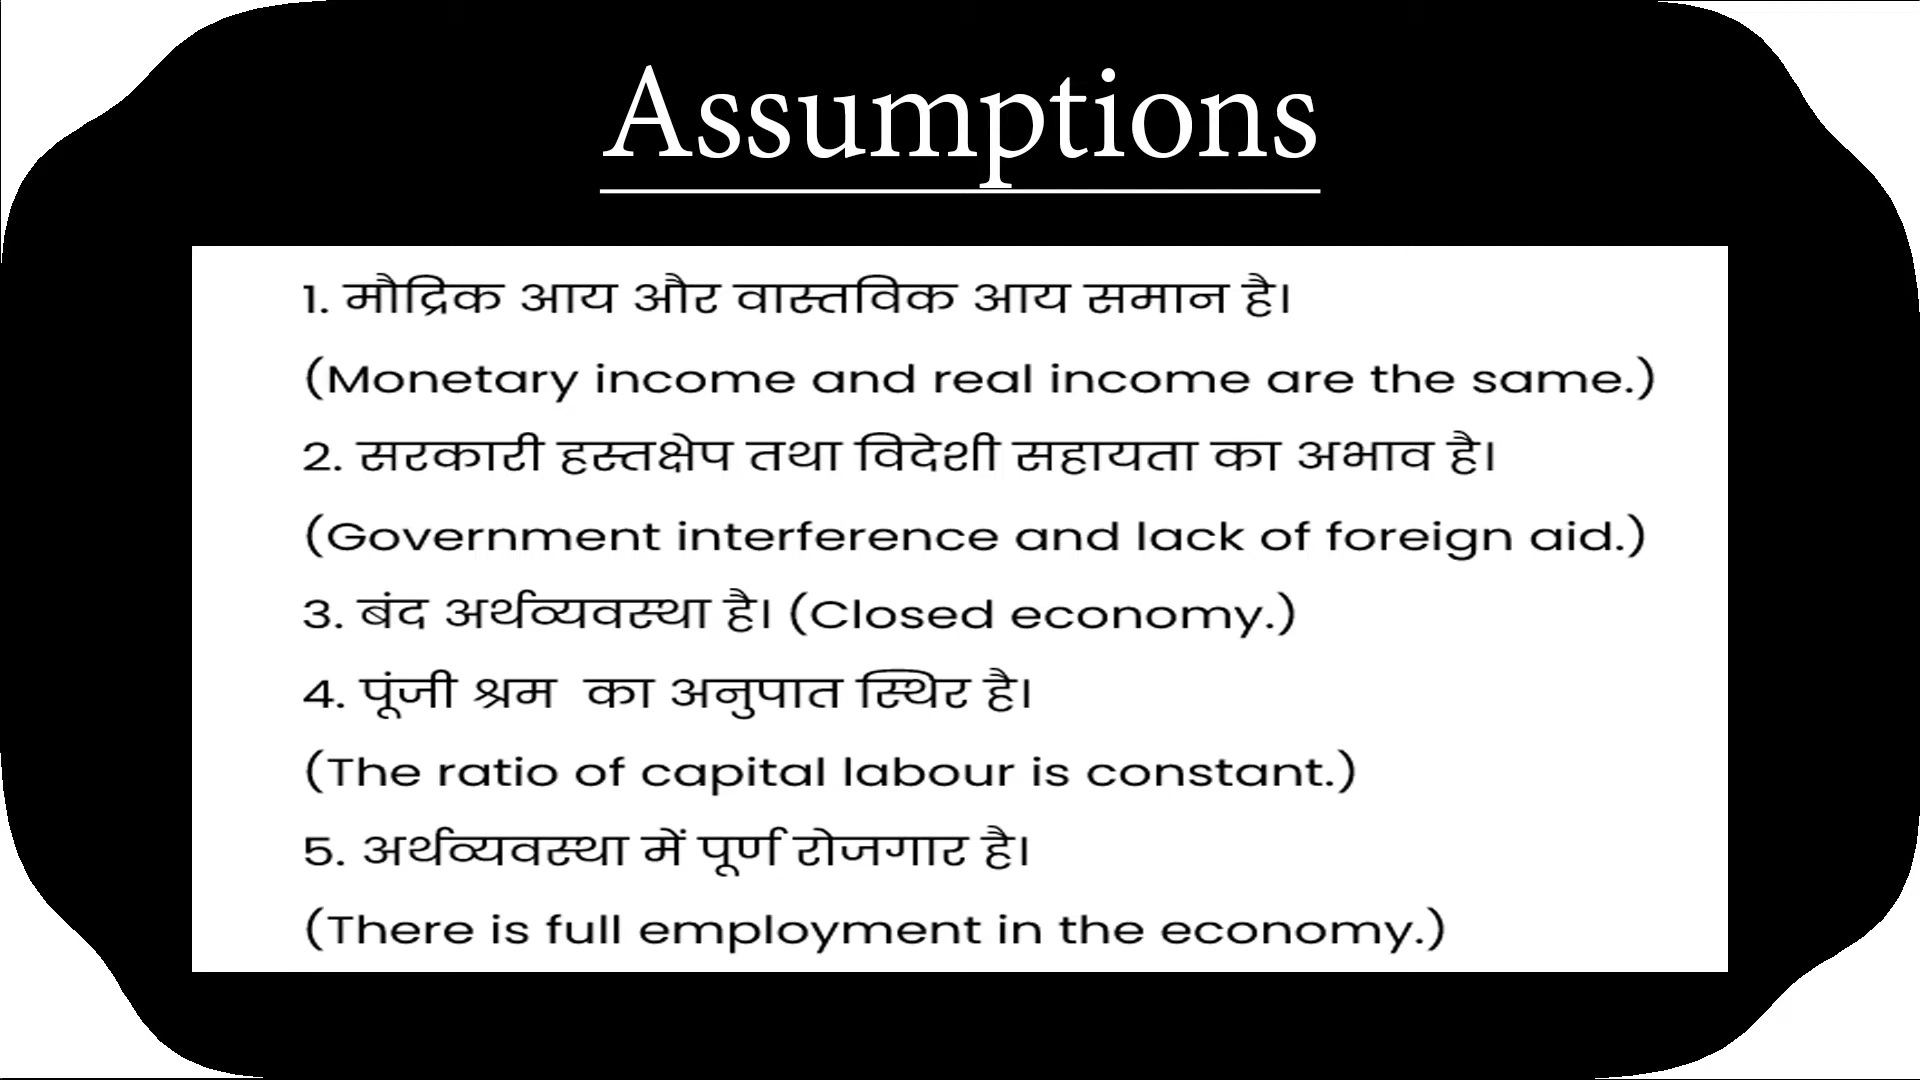 Assumptions
1. मौद्रिक आय और वास्तविक आय समान है।
(Monetary income and real income are the same.)
2. सरकारी हस्तक्षेप तथा विदेशी सहायता का अभाव है।
(Government interference and lack of foreign aid.)
3. बंद अर्थव्यवस्था है। (Closed economy.)
4. पूंजी श्रम का अनुपात स्थिर है।
(The ratio of capital labour is constant.)
5. अर्थव्यवस्था में पूर्ण रोजगार है।
(There is full employment in the economy.)